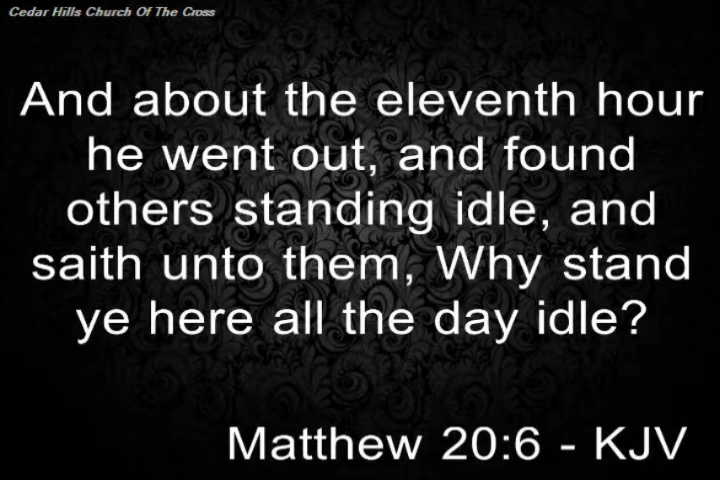 Cedar Hills Church Of The Cross
And about the eleventh hour
he went out, and found
others standing idle, and
saith unto them, Why stand
ye here all the day idle?
Matthew 20:6 - KJV